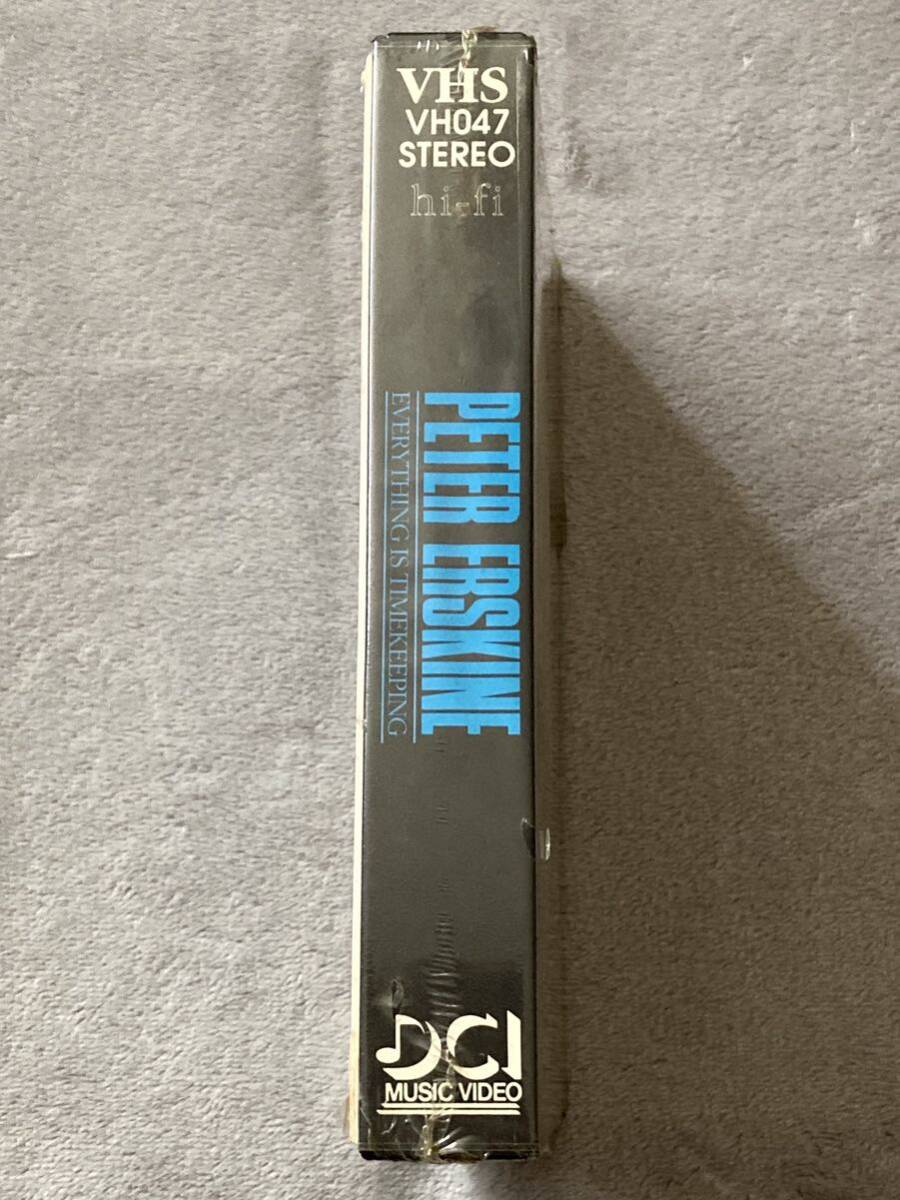 VHS
VH047
STEREO
hi-fi
PETER ERSKINE
EVERYTHING IS TIMEKEEPING
DCI
MUSIC VIDEO